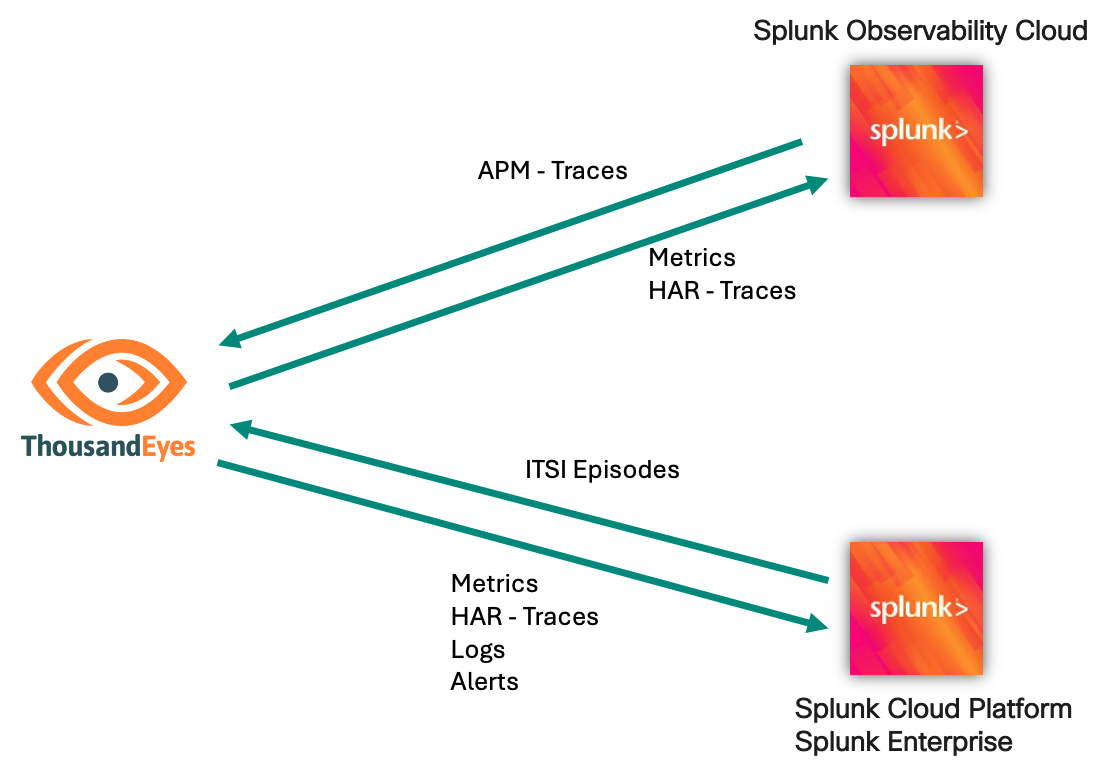 Splunk Observability Cloud
splunk>
APM - Traces
Metrics
HAR - Traces
ThousandEyes
ITSI Episodes
Metrics
HAR - Traces
Logs
Alerts
splunk>
Splunk Cloud Platform
Splunk Enterprise